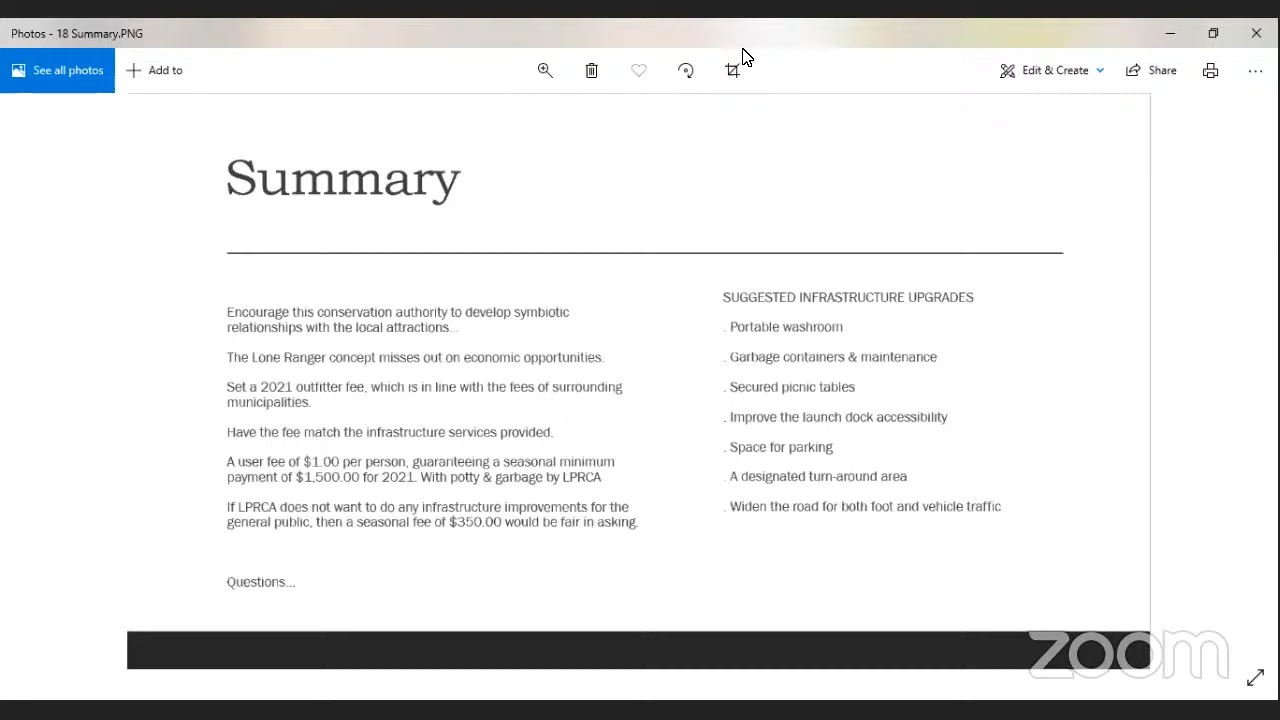 Photos - 18 Summary.PNG
See all photos
Add to
Edit & Create
Share
Summary
Encourage this conservation authority to develop symbiotic
relationships with the local attractions...
The Lone Ranger concept misses out on economic opportunities.
Set a 2021 outfitter fee, which is in line with the fees of surrounding
municipalities.
Have the fee match the infrastructure services provided.
A user fee of $1.00 per person, guaranteeing a seasonal minimum
payment of $1,500.00 for 2021. With potty & garbage by LPRCA
If LPRCA does not want to do any infrastructure improvements for the
general public, then a seasonal fee of $350.00 would be fair in asking.
Questions...
SUGGESTED INFRASTRUCTURE UPGRADES
. Portable washroom
. Garbage containers & maintenance
. Secured picnic tables
. Improve the launch dock accessibility
. Space for parking
. A designated turn-around area
. Widen the road for both foot and vehicle traffic
zoom